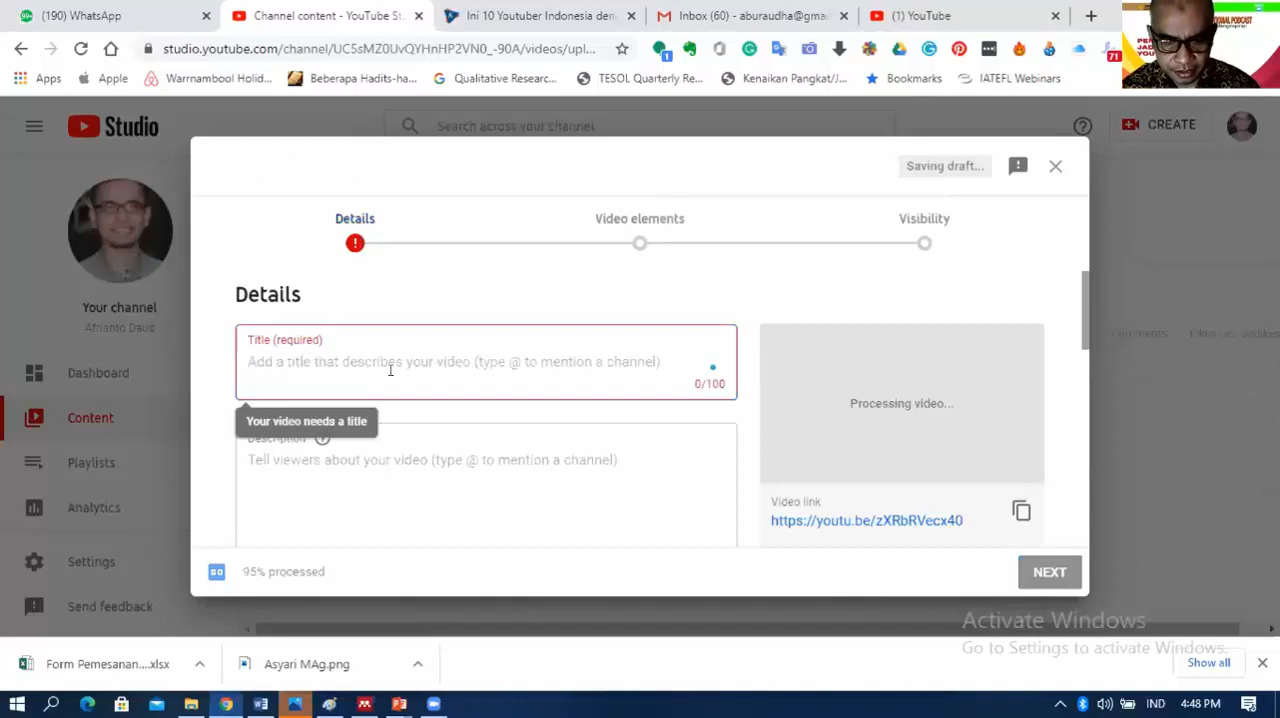 (190) WhatsApp
Channel content - YouTube St
Ini 10 Youtuber Indonesia den
Inbox (60) - aburaudha@gma
(1) YouTube
studio.youtube.com/channel/UC5sMZ0UvQYHnHP2VN0_-90A/videos/uplo...
Apps
Apple
Warrnambool Holid...
Beberapa Hadits-ha...
Qualitative Researc...
TESOL Quarterly Re...
Kenaikan Pangkat/J...
Bookmarks
IATEFL Webinars
1
71
Studio
Search across your channel
CREATE
Saving draft...
Details
Video elements
Visibility
Your channel
Afrianto Daud
Dashboard
Content
Playlists
Analytics
Settings
Send feedback
Details
Title (required)
Add a title that describes your video (type @ to mention a channel)
0/100
Your video needs a title
Description
Tell viewers about your video (type @ to mention a channel)
Processing video...
Video link
https://youtu.be/zXRbRVecx40
95% processed
NEXT
Comments
Activate Windows
Go to Settings to activate Windows.
Form Pemesanan....xlsx
Asyari MAg.png
Show all
IND
4:48 PM